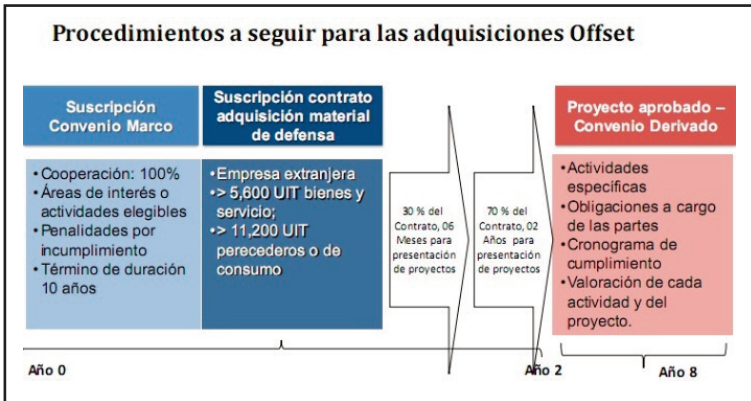 Procedimientos a seguir para las adquisiciones Offset
Suscripción
Convenio Marco
•Cooperación: 100%
•Áreas de interés o
actividades elegibles
•Penalidades por
incumplimiento
•Término de duración
10 años
Suscripción contrato
adquisición material
de defensa
•Empresa extranjera
•> 5,600 UIT bienes y
servicio;
•> 11,200 UIT
perecederos o de
consumo
30 % del
Contrato, 06
Meses para
presentación
de proyectos
70 % del
Contrato, 02
Años para
presentación
de proyectos
Proyecto aprobado –
Convenio Derivado
•Actividades
especificas
•Obligaciones a cargo
de las partes
•Cronograma de
cumplimiento
•Valoración de cada
actividad y del
proyecto.
Año 0
Año 2
Año 8